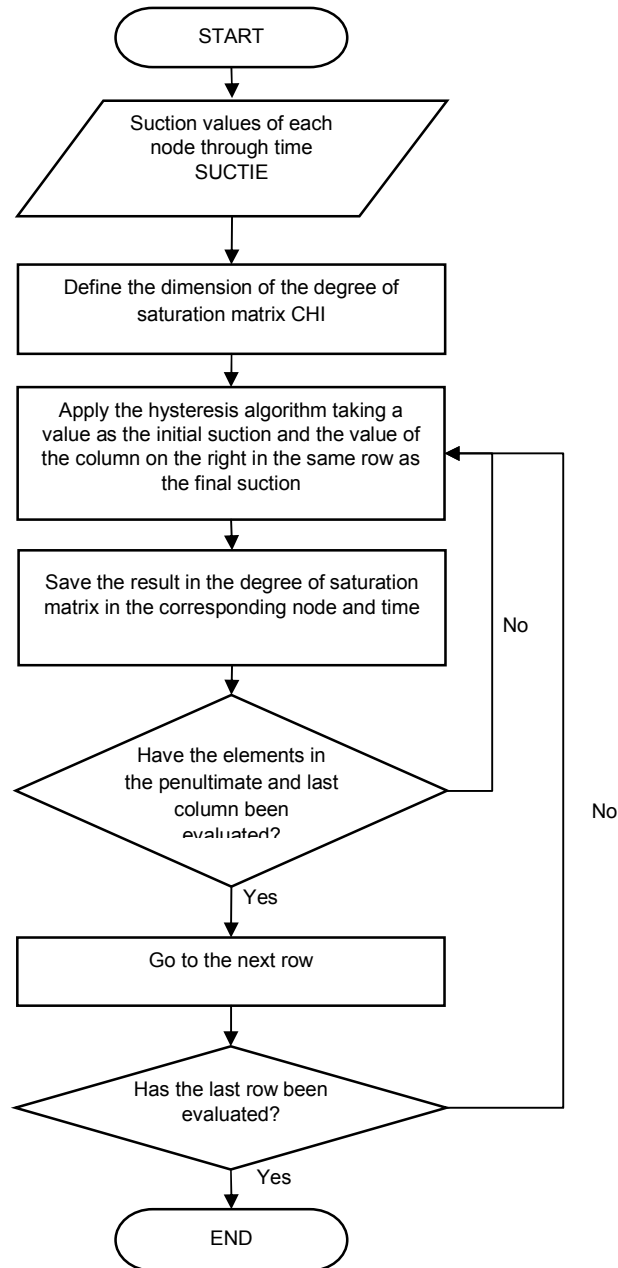 START
Suction values of each
node through time
SUCTIE
Define the dimension of the degree of
saturation matrix CHI
Apply the hysteresis algorithm taking a
value as the initial suction and the value of
the column on the right in the same row as
the final suction
Save the result in the degree of saturation
matrix in the corresponding node and time
No
Have the elements in
the penultimate and last
column been
evaluated?
No
Yes
Go to the next row
Has the last row been
evaluated?
Yes
END